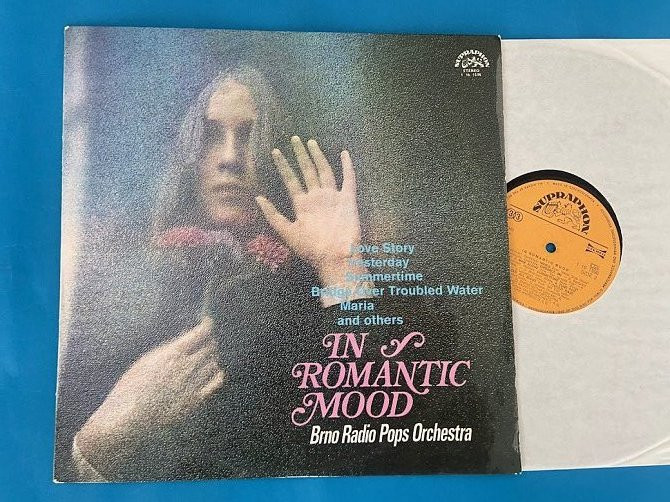 SUPRAPHON
STEREO
Love Story
Yesterday
Summertime
Bridge Over Troubled Water
Maria
and others
IN
ROMANTIC
MOOD
Brno Radio Pops Orchestra
SUPRAPHON